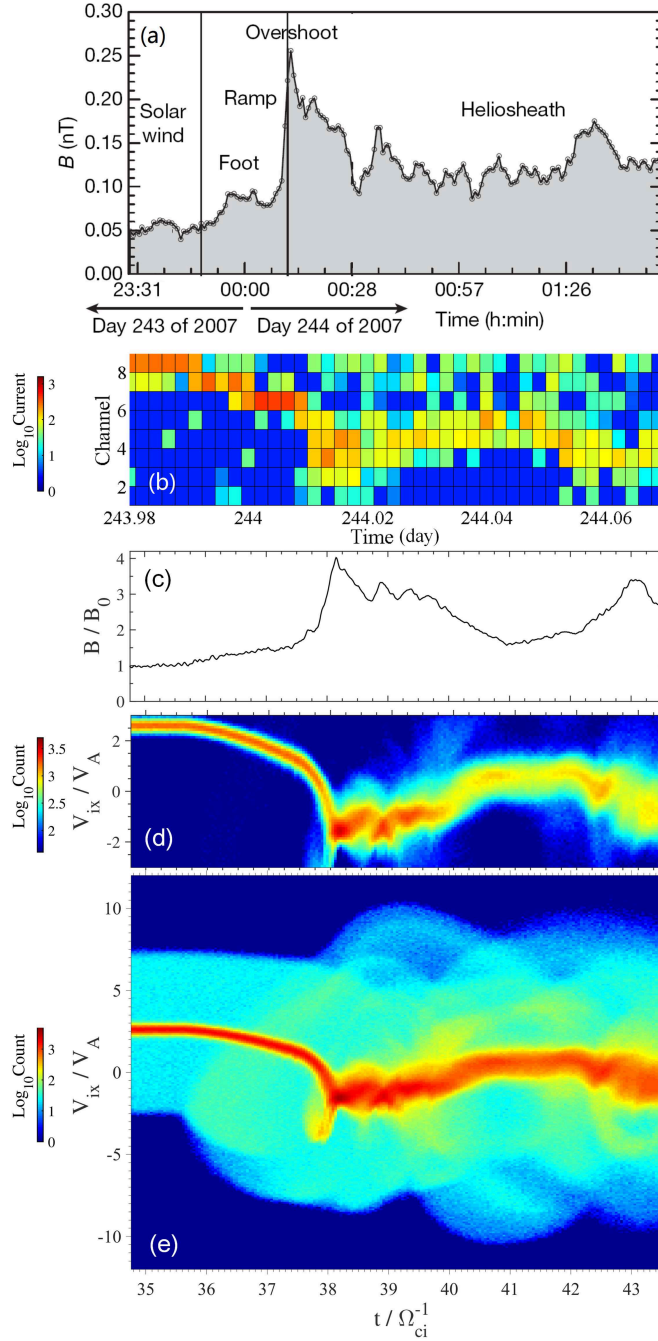 0.30
(a)
Overshoot
0.25
0.20
Solar
wind
Ramp
Heliosheath
B (nT)
0.15
Foot
0.10
0.05
0.00
23:31 00:00 00:28 00:57 01:26
Day 243 of 2007 Day 244 of 2007 Time (h:min)
Log10Current
3
2
1
0
Channel
8
6
4
2
(b)
243.98 244 244.02 244.04 244.06
Time (day)
(c)
B / B0
4
3
2
1
0
Log10Count
3.5
3
2.5
2
Vix / VA
2
0
-2
(d)
Log10Count
3
2
1
0
Vix / VA
10
5
0
-5
-10
(e)
35 36 37 38 39 40 41 42 43
t / Ωci-1